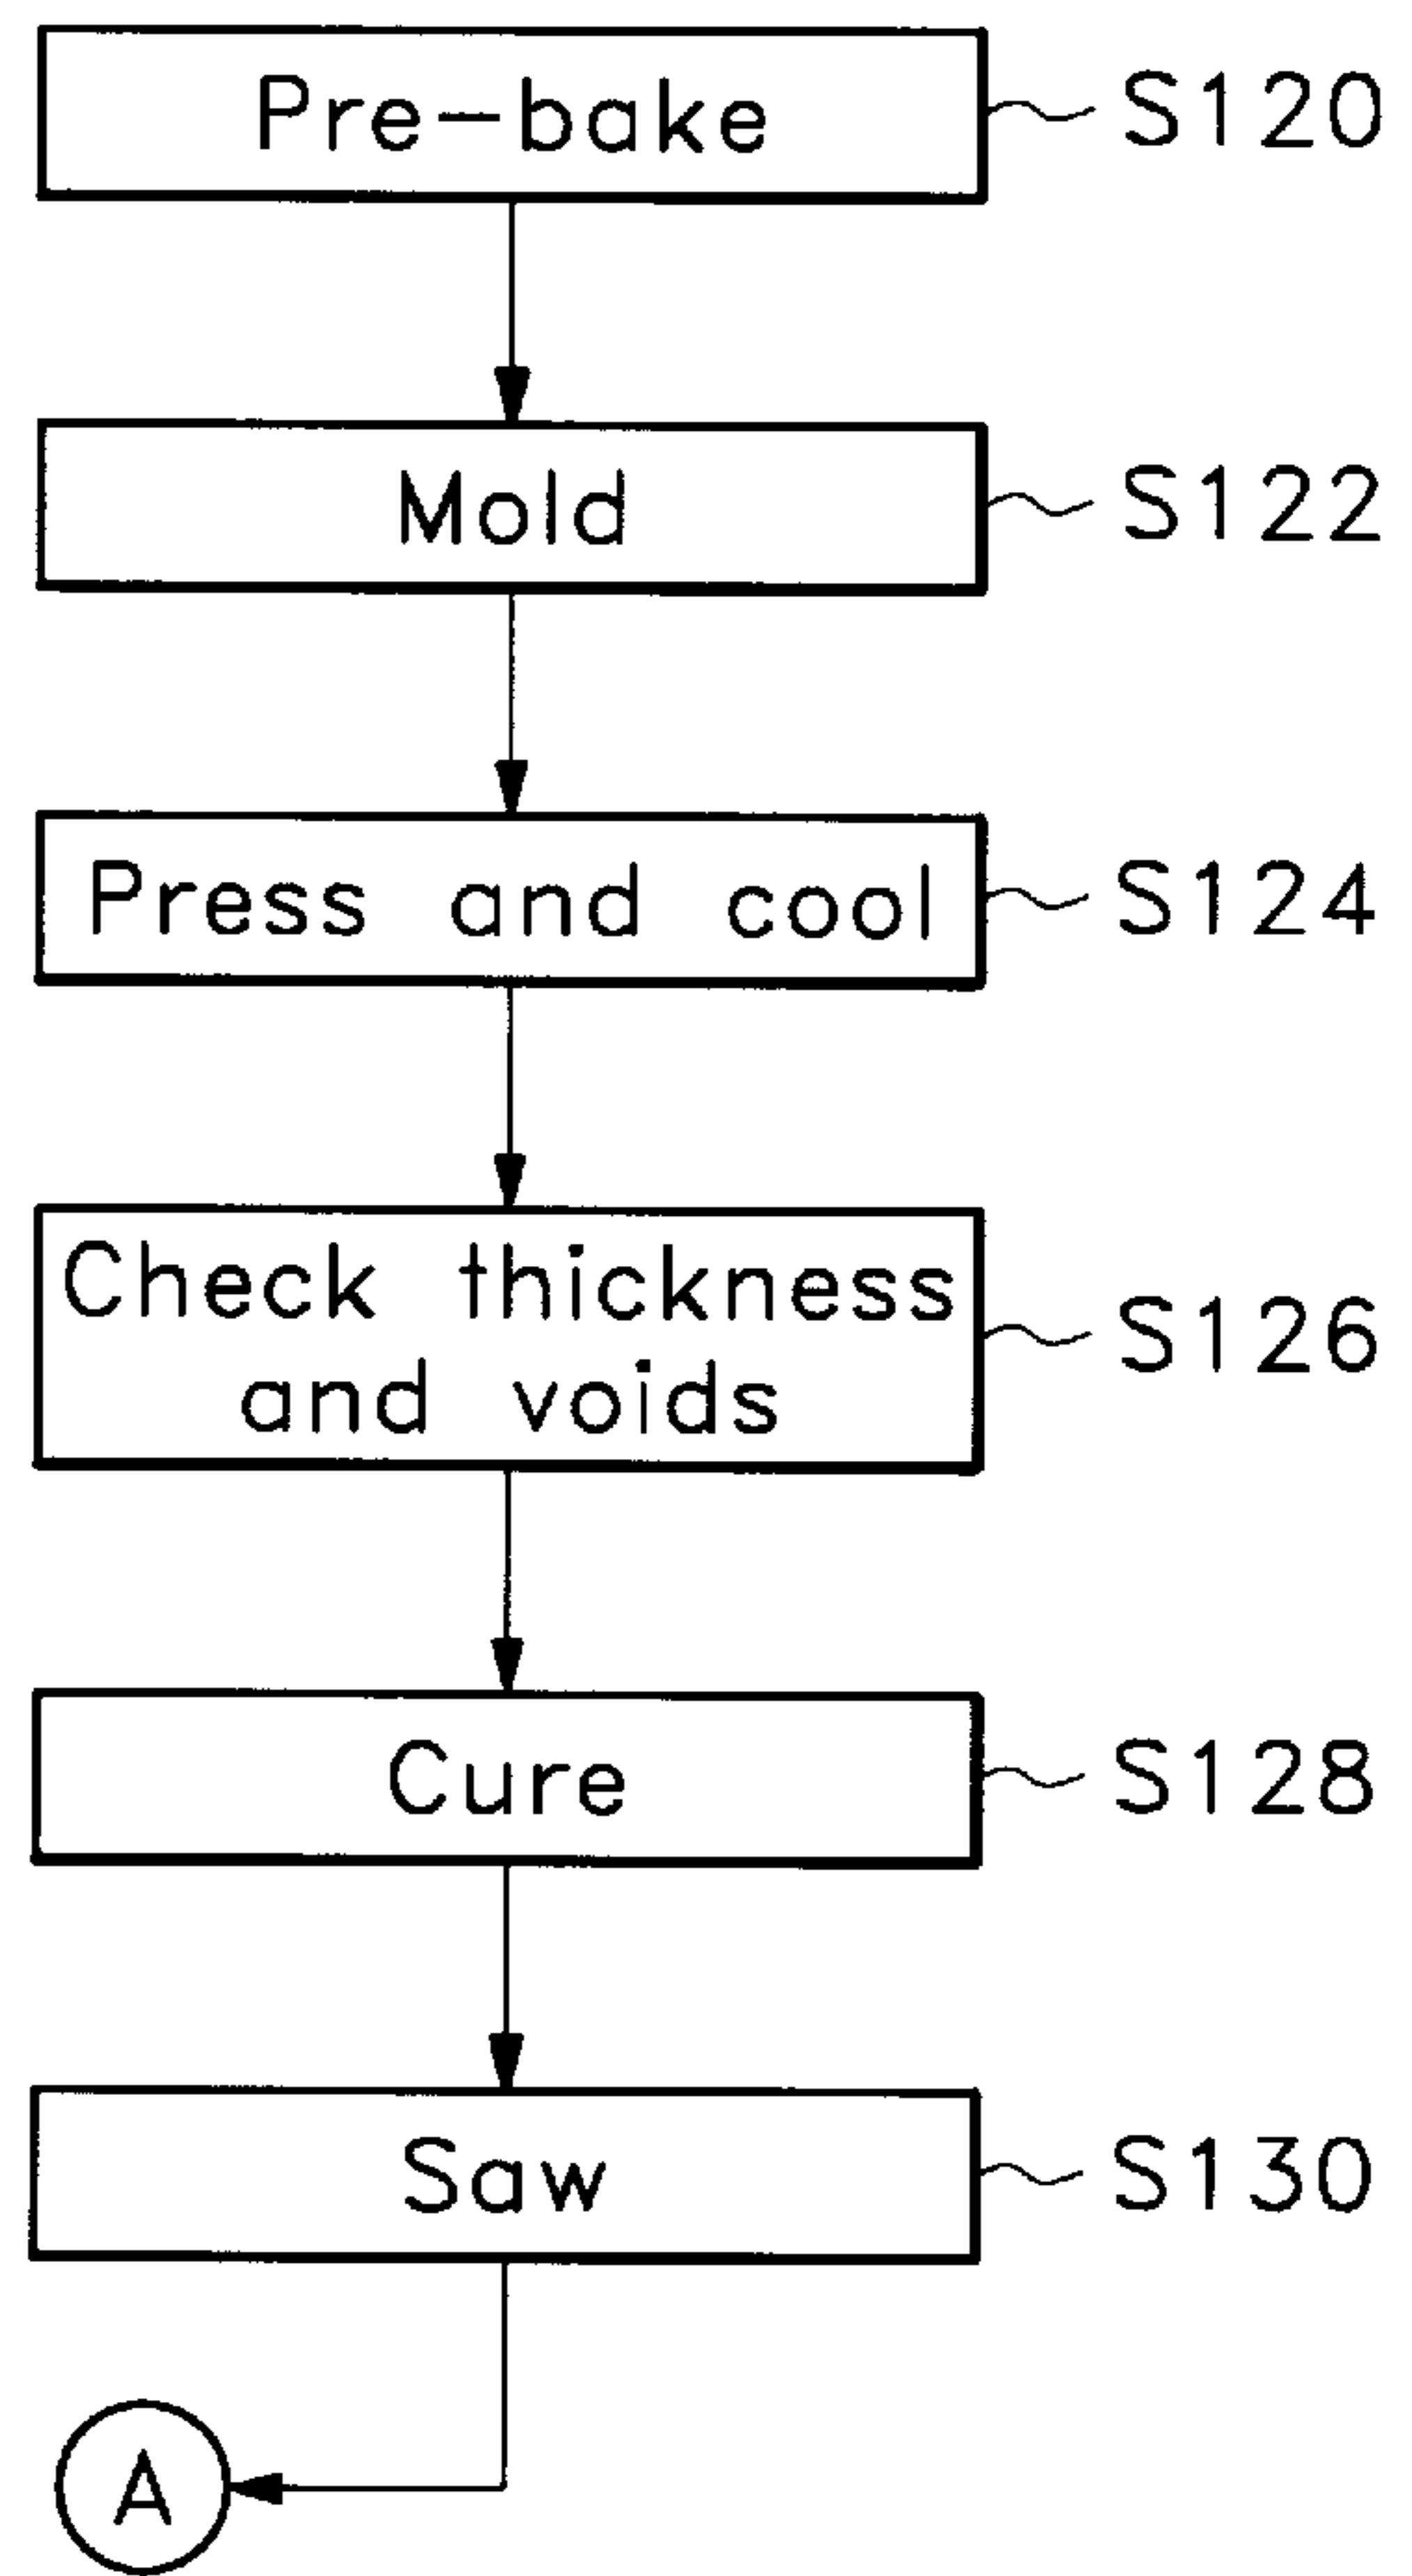 Pre-bake S120
Mold S122
Press and cool S124
Check thickness
and voids S126
Cure S128
Saw S130
A